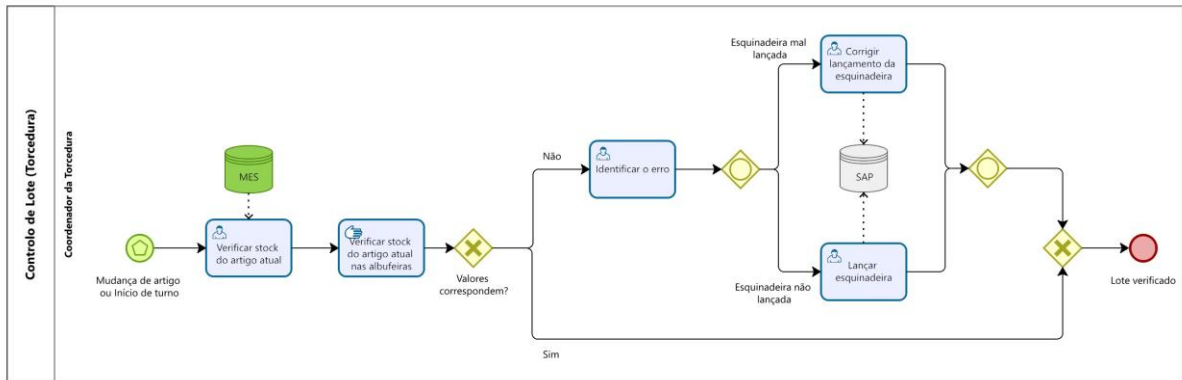 Controlo de Lote (Torcedura)
Coordenador da Torcedura
Mudança de artigo
ou Início de turno
MES
Verificar stock
do artigo atual
Verificar stock
do artigo atual
nas albufeiras
Valores
correspondem?
Não
Sim
Identificar o erro
Esquinadeira mal
lançada
Corrigir
lançamento da
esquinadeira
SAP
Esquinadeira não
lançada
Lançar
esquinadeira
Lote verificado